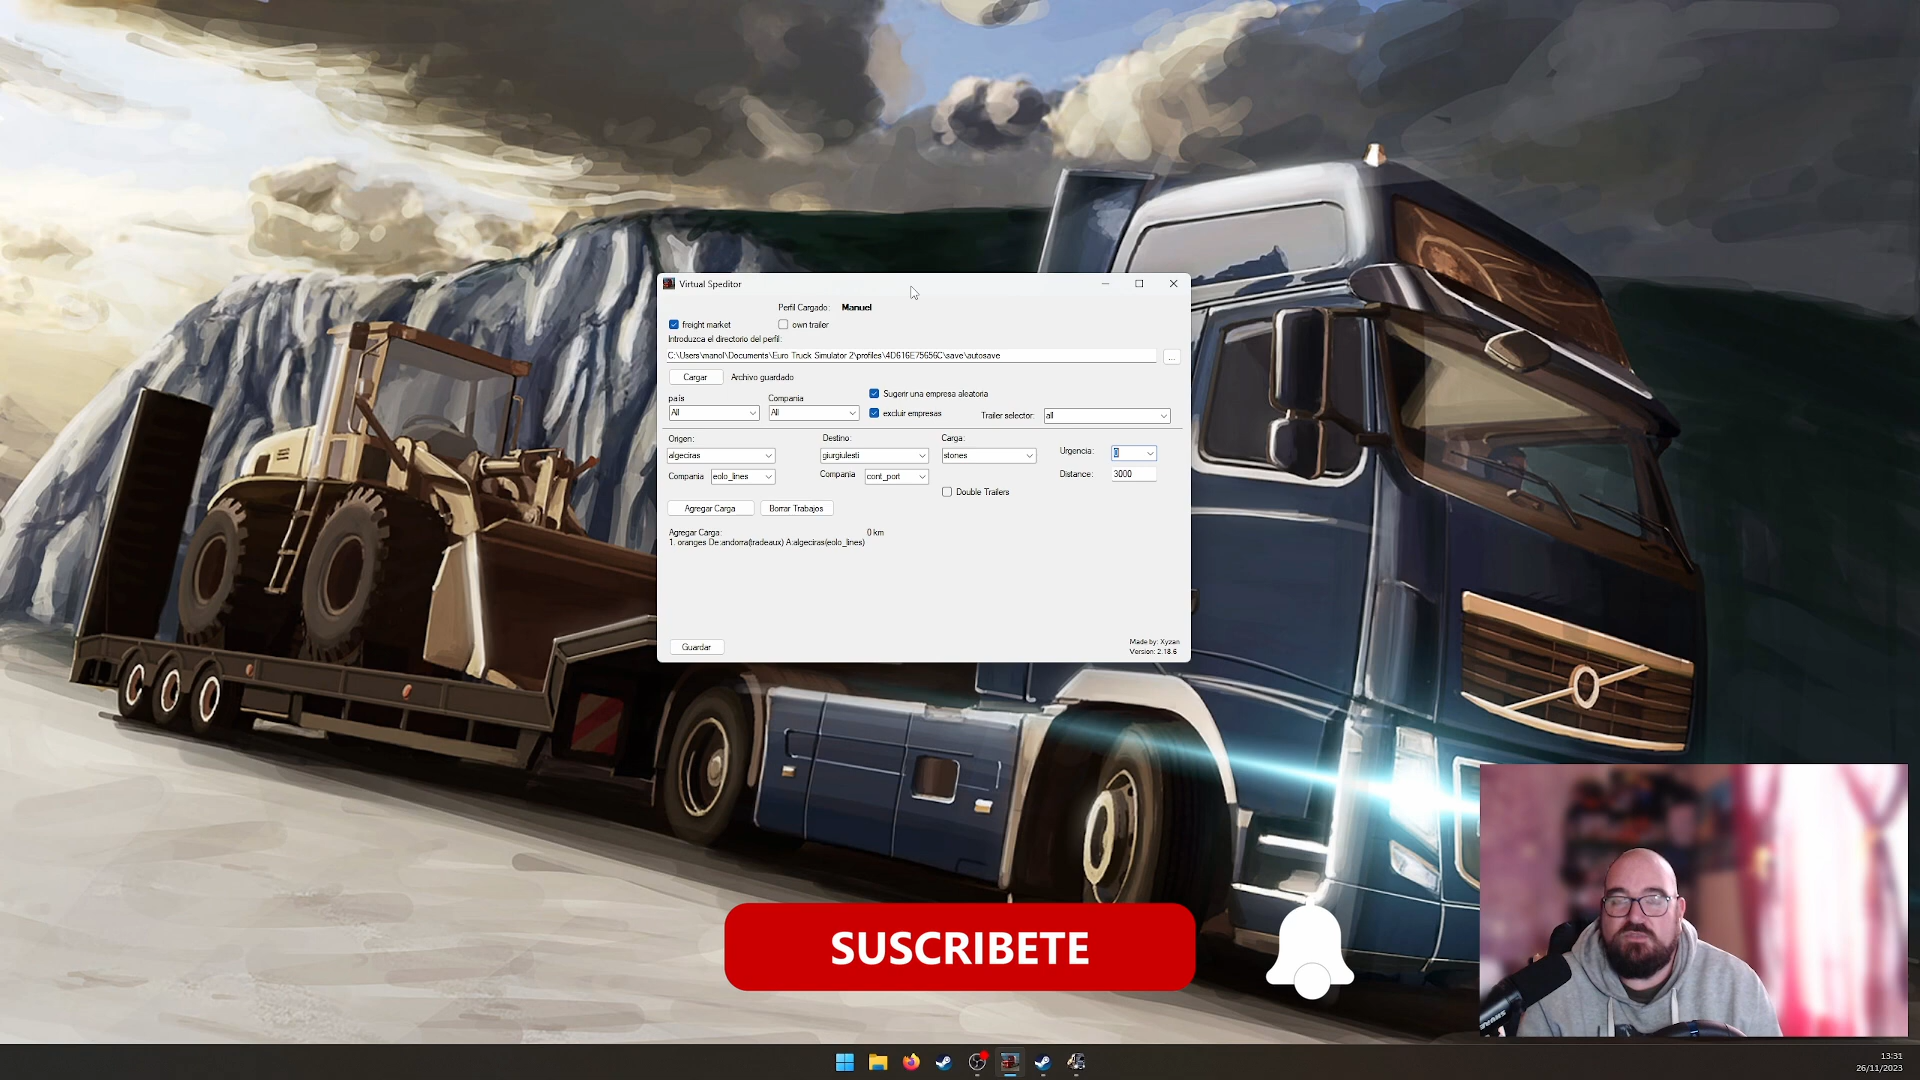 Virtual Speditor
Perfil Cargado: Manuel
freight market own trailer
Introduzca el directorio del perfil:
C:\Users\manol\Documents\Euro Truck Simulator 2\profiles\4D616E75656C\save\autosave
...
Cargar Archivo guardado
país Compania Sugerir una empresa aleatoria
All All excluir empresas Trailer selector: all
Origen: Destino: Carga: Urgencia: 0
algeciras giurgiulesti stones
Compania eolo_lines Compania cont_port Distance: 3000
Double Trailers
Agregar Carga Borrar Trabajos
Agregar Carga: 0 km
1. oranges De:andorra(tradeaux) A:algeciras(eolo_lines)
Guardar
Made by: Xyzan
Version: 2.18.6
SUSCRIBETE
13:31
26/11/2023